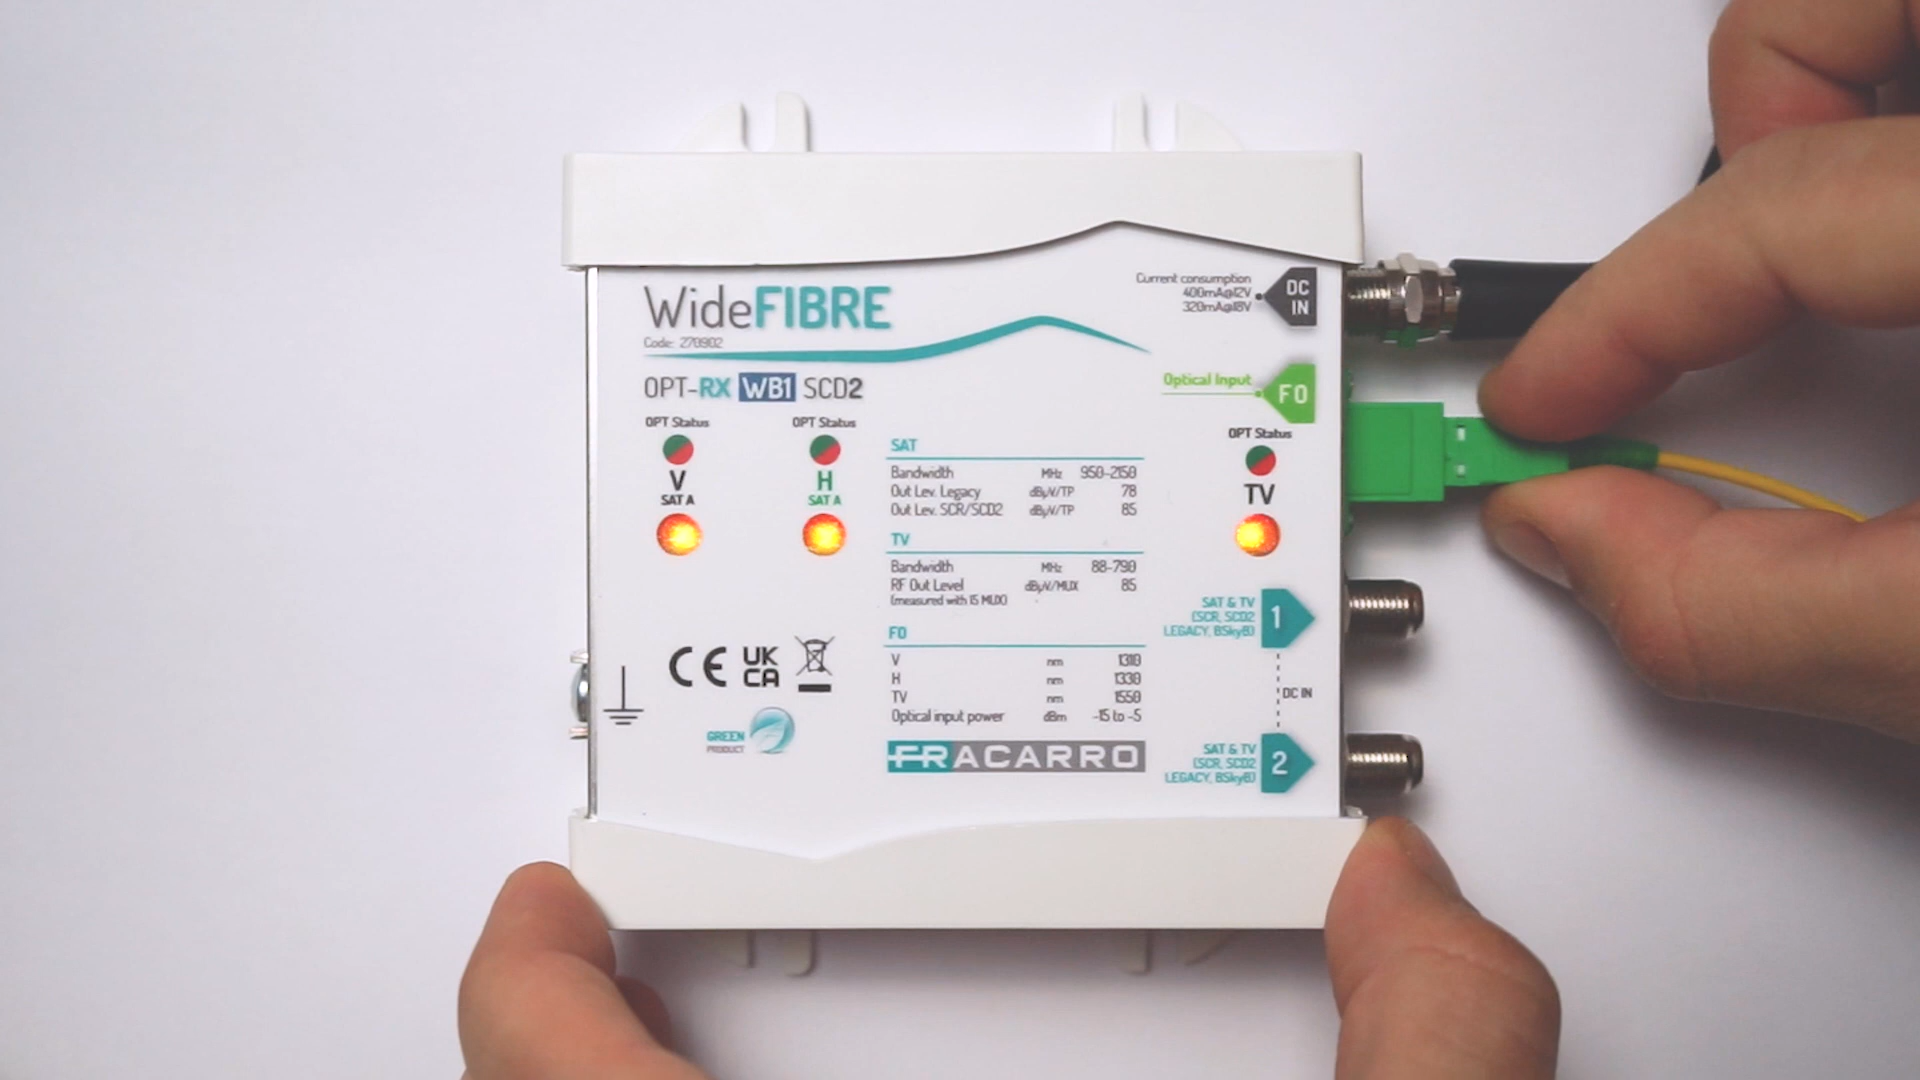 WideFIBRE
Code: 270902
OPT-RX WB1 SCD2
Current consumption
400mA@12V
320mA@18V
DC
IN
Optical Input
FO
OPT Status
V
SAT A
OPT Status
H
SAT A
OPT Status
TV
SAT
Bandwidth MHz 950-2150
Out Lev. Legacy dBµV/TP 78
Out Lev. SCR/SCD2 dBµV/TP 85
TV
Bandwidth MHz 88-790
RF Out Level dBµV/MUX 85
(measured with 15 MUX)
FO
V nm 1310
H nm 1330
TV nm 1550
Optical input power dBm -15 to -5
FRACARRO
SAT & TV
(SCR, SCD2
LEGACY, BSkyB)
1
DC IN
SAT & TV
(SCR, SCD2
LEGACY, BSkyB)
2
CE
UK
CA
GREEN
PRODUCT